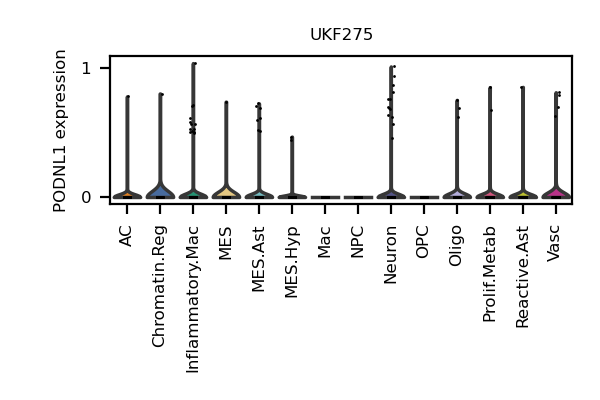 UKF275
PODNL1 expression
1
0
AC
Chromatin.Reg
Inflammatory.Mac
MES
MES.Ast
MES.Hyp
Mac
NPC
Neuron
OPC
Oligo
Prolif.Metab
Reactive.Ast
Vasc